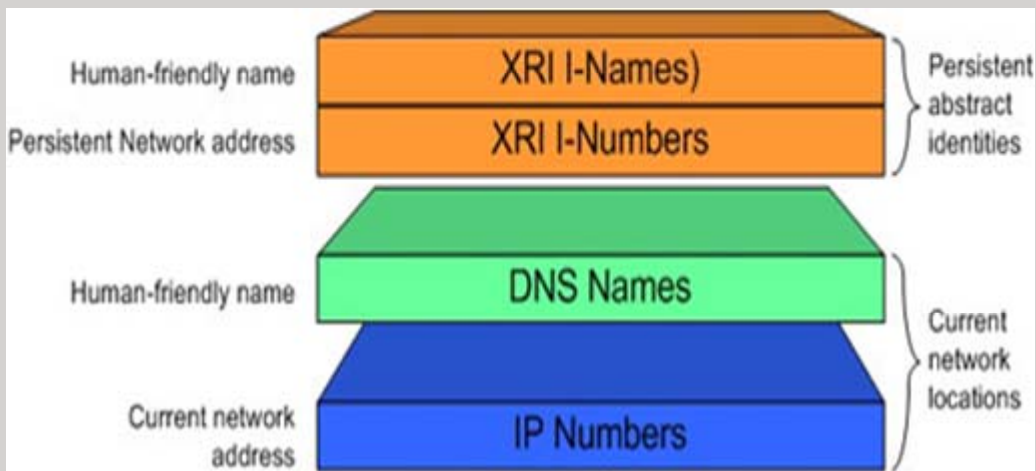 Human-friendly name
XRI I-Names)
Persistent
abstract
identities
Persistent Network address
XRI I-Numbers
Human-friendly name
DNS Names
Current
network
locations
Current network
address
IP Numbers